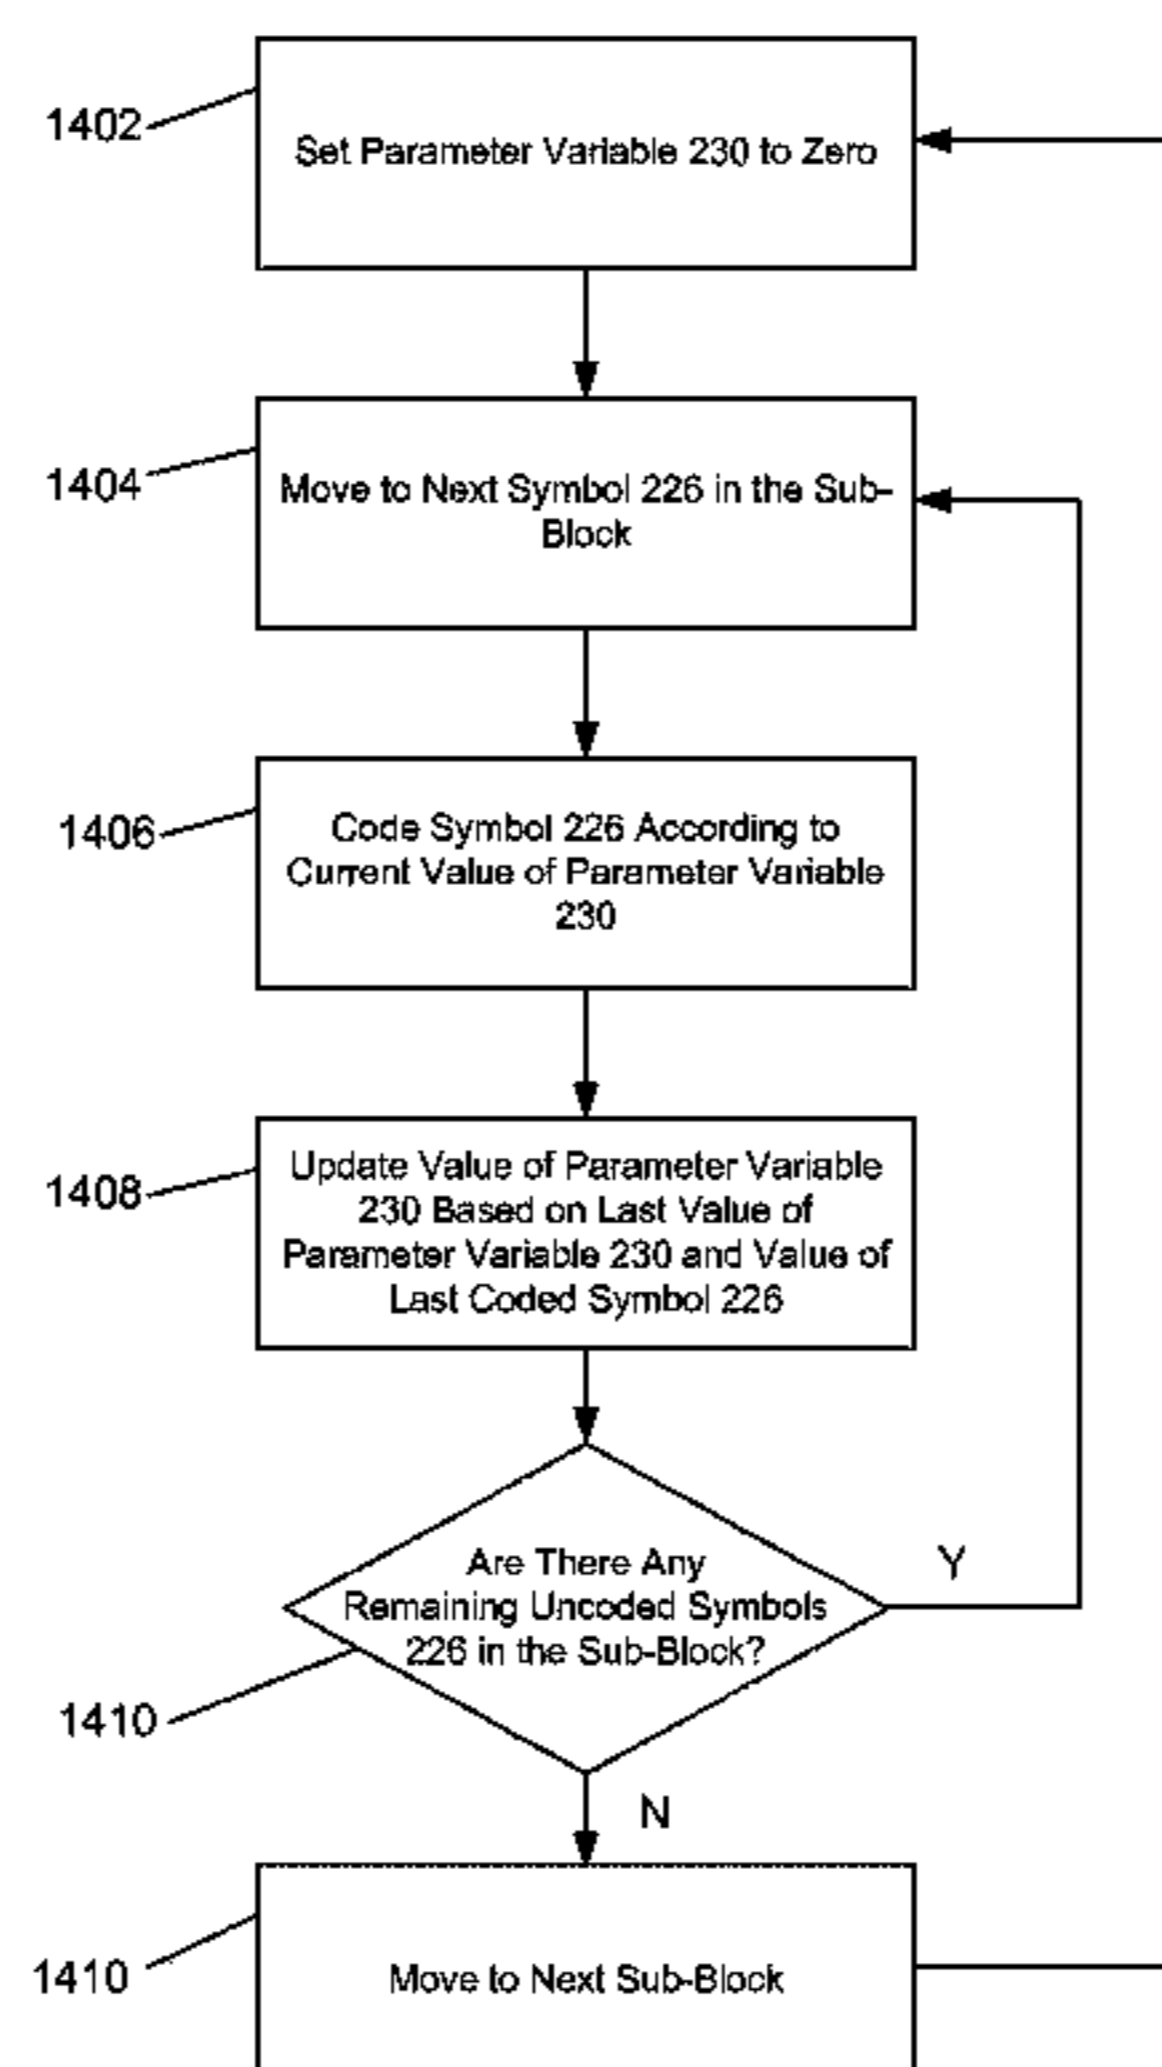 1402
Set Parameter Variable 230 to Zero
1404
Move to Next Symbol 226 in the Sub-
Block
1406
Code Symbol 226 According to
Current Value of Parameter Variable
230
1408
Update Value of Parameter Variable
230 Based on Last Value of
Parameter Variable 230 and Value of
Last Coded Symbol 226
Are There Any
Remaining Uncoded Symbols
226 in the Sub-Block?
Y
1410
N
1410
Move to Next Sub-Block